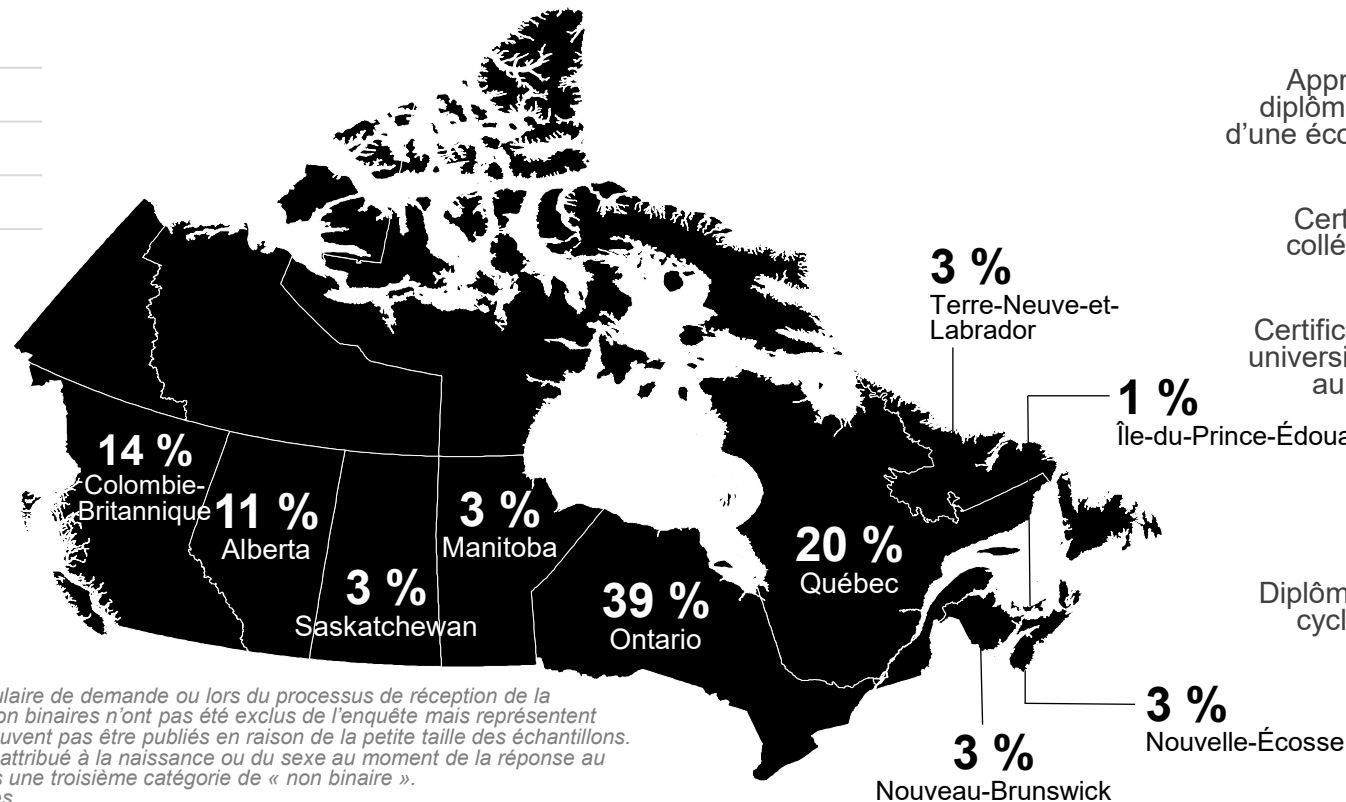 Appr
diplôm
d’une éco
Cert
collé
3 %
Terre-Neuve-et-
Labrador
Certific
universi
au
1 %
Île-du-Prince-Édoua
14 %
Colombie-
Britannique
11 %
Alberta
3 %
Manitoba
3 %
Saskatchewan
39 %
Ontario
20 %
Québec
Diplôm
cycl
3 %
Nouvelle-Écosse
3 %
Nouveau-Brunswick
ulaire de demande ou lors du processus de réception de la
on binaires n’ont pas été exclus de l’enquête mais représentent
uvent pas être publiés en raison de la petite taille des échantillons.
attribué à la naissance ou du sexe au moment de la réponse au
s une troisième catégorie de « non binaire ».